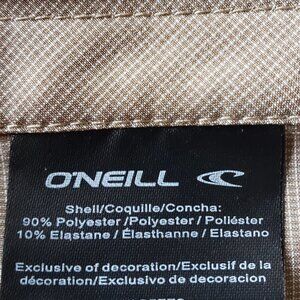 O'NEILL
Shell/Coquille/Concha:
90% Polyester /Polyester / Poliéster
10% Elastane / Élasthanne / Elastano
Exclusive of decoration/Exclusif de la
décoration/Exclusivo de decoracion